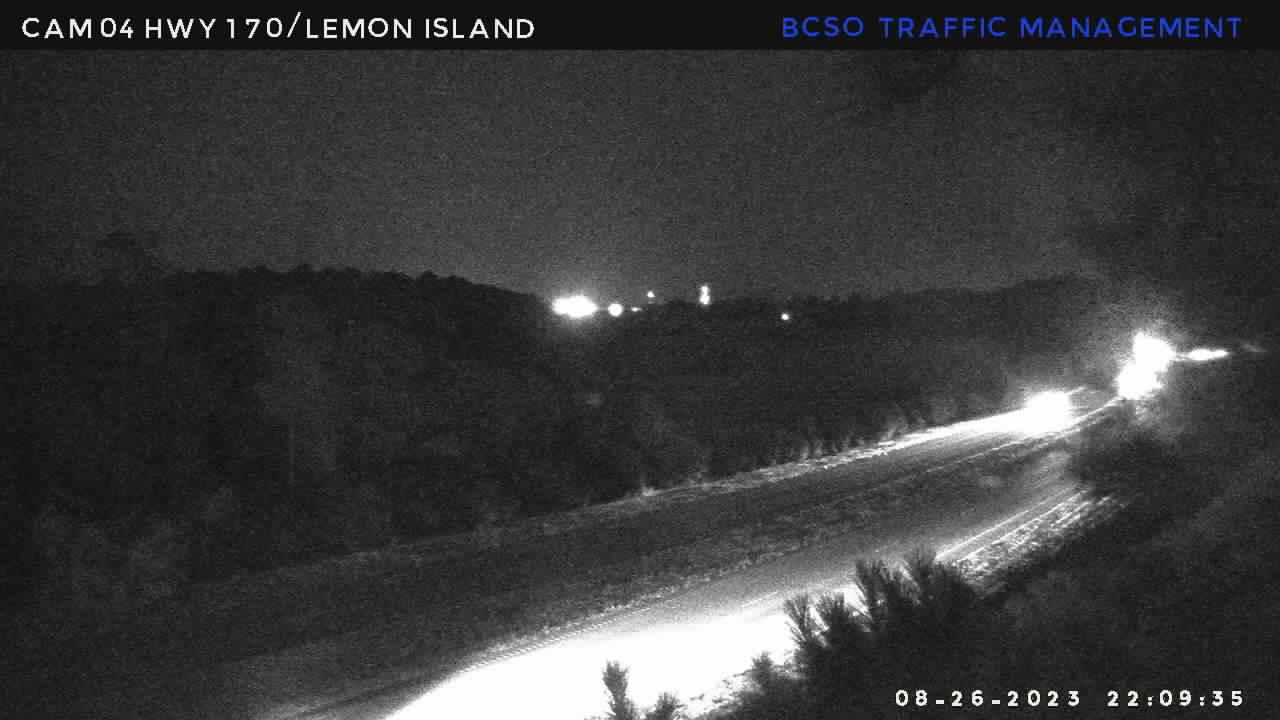 CAM04 HWY 170/LEMON ISLAND
BCSO TRAFFIC MANAGEMENT
08-26-2023 22:09:35